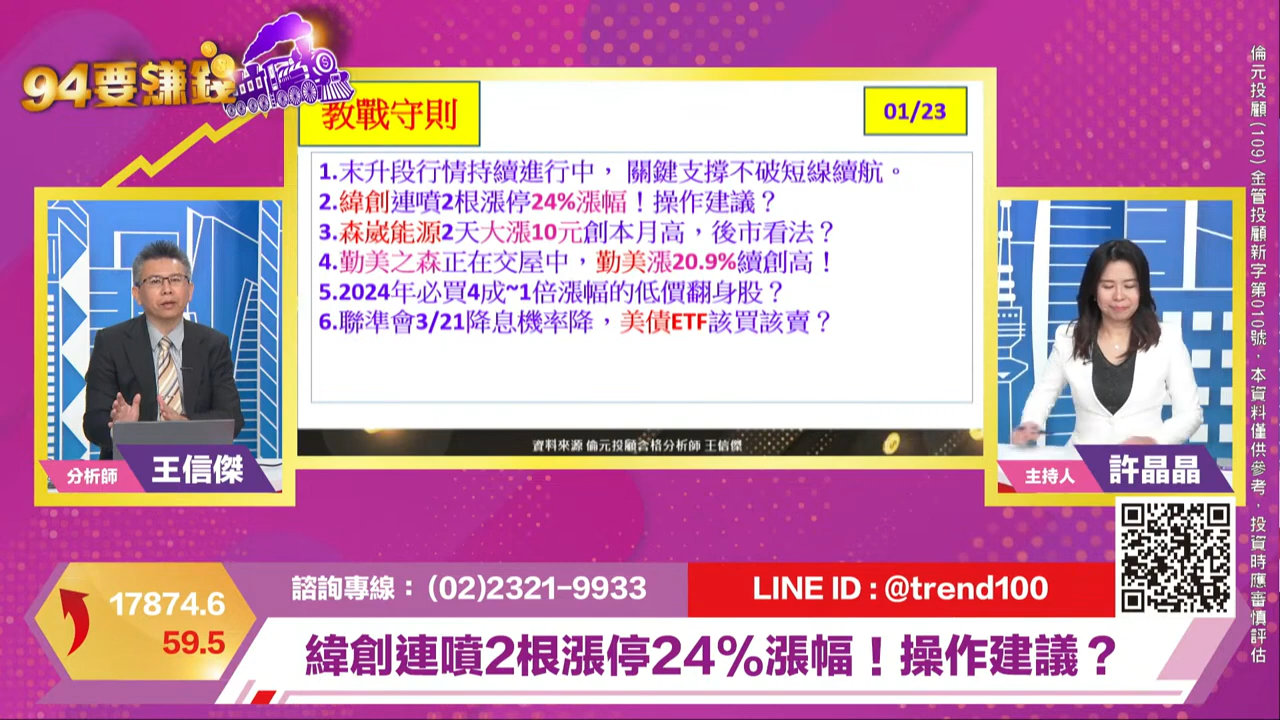 94要賺錢
教戰守則
01/23
1.末升段行情持續進行中， 關鍵支撐不破短線續航。
2.緯創連噴2根漲停24%漲幅！操作建議？
3.森崴能源2天大漲10元創本月高，後市看法？
4.勤美之森正在交屋中，勤美漲20.9%續創高！
5.2024年必買4成~1倍漲幅的低價翻身股？
6.聯準會3/21降息機率降，美債ETF該買該賣？
資料來源 倫元投顧合格分析師 王信傑
分析師 王信傑
主持人 許晶晶
倫元投顧(109)金管投顧新字第010號，本資料僅供參考，投資時應審慎評估
17874.6
59.5
諮詢專線：(02)2321-9933
LINE ID : @trend100
緯創連噴2根漲停24%漲幅！操作建議？